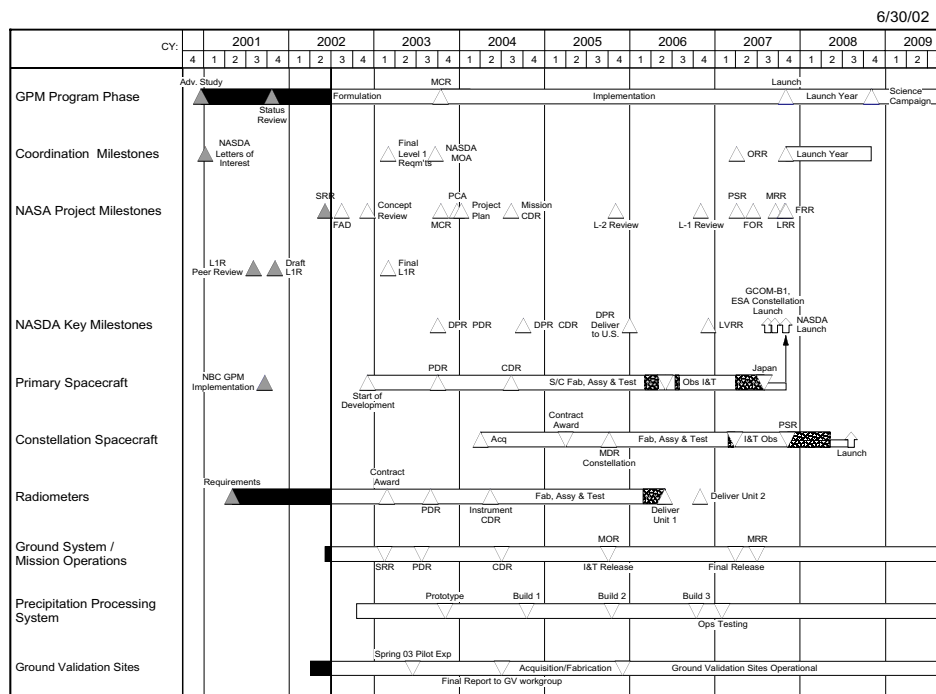 6/30/02
CY: 2001 2002 2003 2004 2005 2006 2007 2008 2009
4 1 2 3 4 1 2 3 4 1 2 3 4 1 2 3 4 1 2 3 4 1 2 3 4 1 2 3 4 1 2 3 4 1 2
Adv. Study
MCR
Launch
GPM Program Phase
Formulation
Implementation
Launch Year
Science
Campaign
Status
Review
Coordination Milestones
NASDA
Letters of
Interest
Final
Level 1
Reqm'ts
NASDA
MOA
ORR
Launch Year
NASA Project Milestones
SRR
FAD
Concept
Review
PCA
MCR
Project
Plan
Mission
CDR
L-2 Review
L-1 Review
PSR
FOR
MRR
LRR
FRR
L1R
Peer Review
Draft
L1R
Final
L1R
GCOM-B1,
ESA Constellation
Launch
NASDA Key Milestones
DPR PDR
DPR CDR
DPR
Deliver
to U.S.
LVRR
NASDA
Launch
Primary Spacecraft
NBC GPM
Implementation
Start of
Development
PDR
CDR
S/C Fab, Assy & Test
Obs I&T
Japan
Constellation Spacecraft
Acq
Contract
Award
MDR
Constellation
Fab, Assy & Test
I&T Obs
PSR
Launch
Radiometers
Requirements
Contract
Award
PDR
Instrument
CDR
Fab, Assy & Test
Deliver
Unit 1
Deliver Unit 2
Ground System /
Mission Operations
SRR
PDR
CDR
MOR
I&T Release
MRR
Final Release
Precipitation Processing
System
Prototype
Build 1
Build 2
Build 3
Ops Testing
Ground Validation Sites
Spring 03 Pilot Exp
Acquisition/Fabrication
Ground Validation Sites Operational
Final Report to GV workgroup